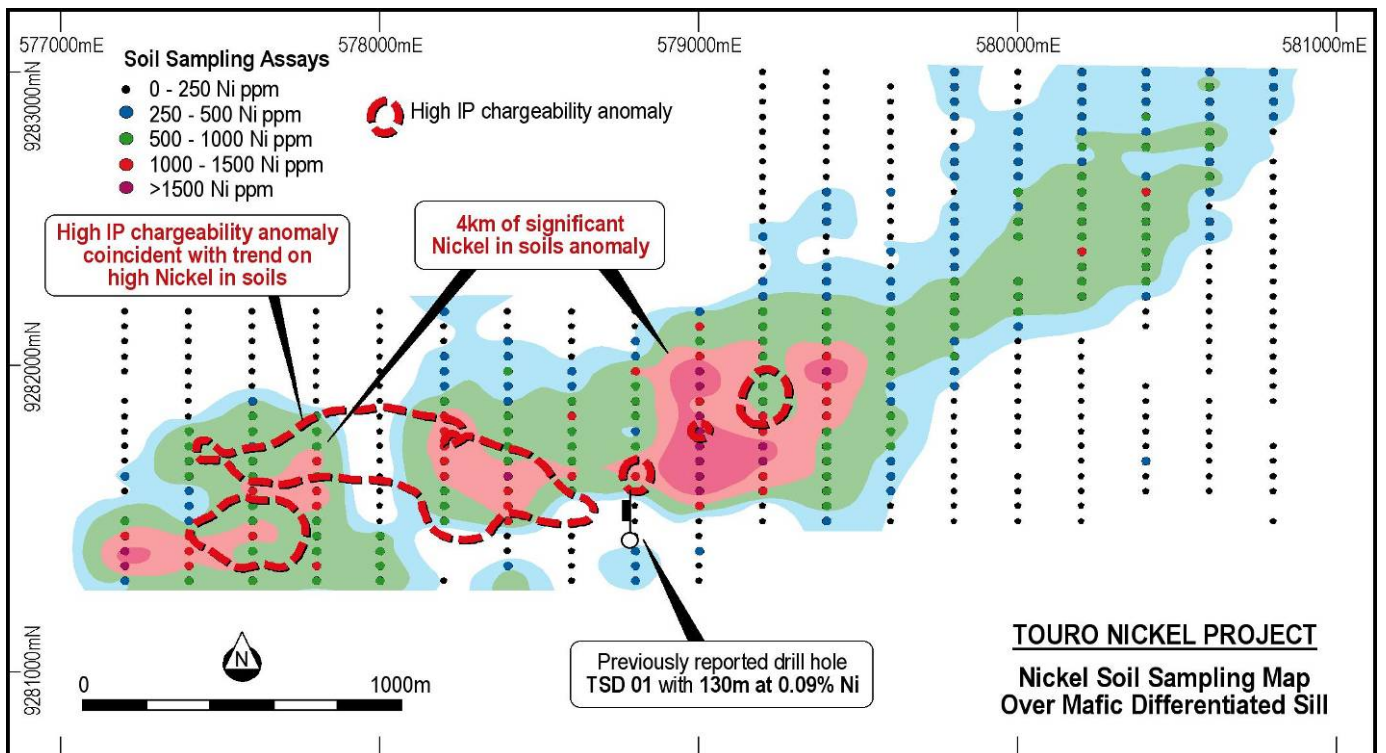 577000mE
578000mE
579000mE
580000mE
581000mE
9283000mN
9282000mN
9281000mN
Soil Sampling Assays
0 - 250 Ni ppm
250 - 500 Ni ppm
500 - 1000 Ni ppm
1000 - 1500 Ni ppm
>1500 Ni ppm
High IP chargeability anomaly
High IP chargeability anomaly
coincident with trend on
high Nickel in soils
4km of significant
Nickel in soils anomaly
N
0
1000m
Previously reported drill hole
TSD 01 with 130m at 0.09% Ni
TOURO NICKEL PROJECT
Nickel Soil Sampling Map
Over Mafic Differentiated Sill